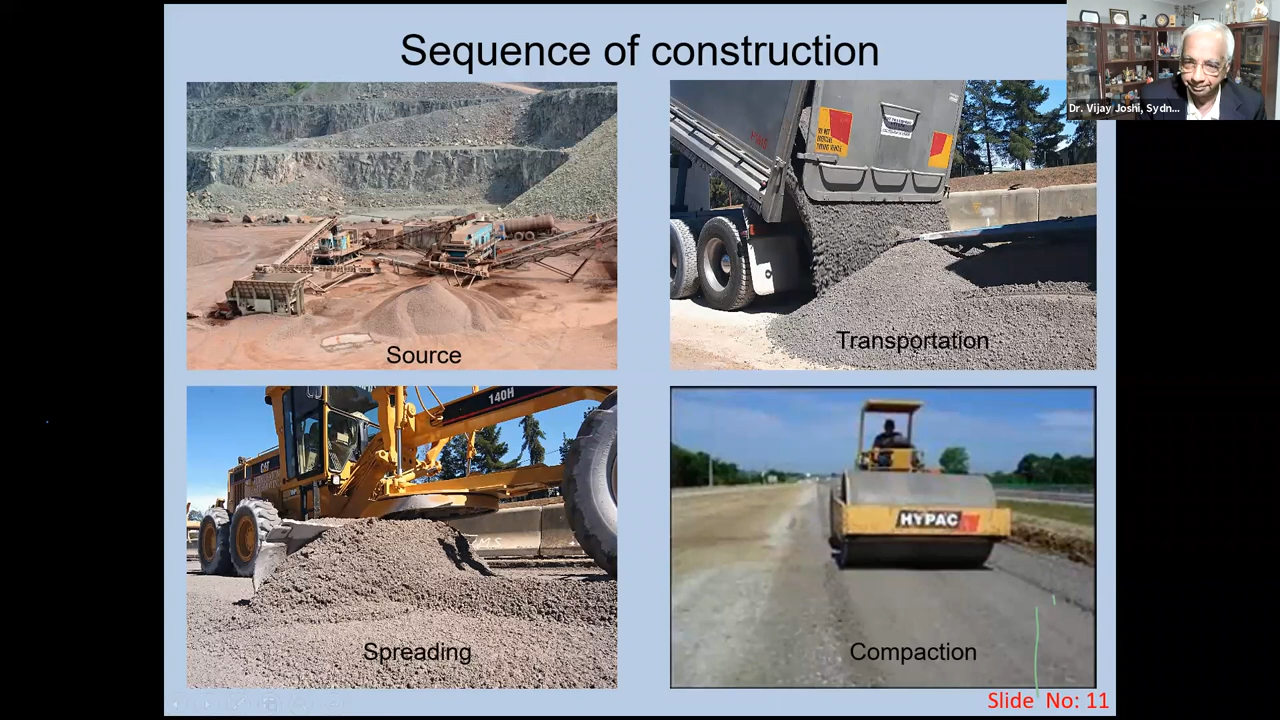 Sequence of construction
Dr. Vijay Joshi, Sydn...
Source
Transportation
140H
CAT
Spreading
HYPAC
Compaction
Slide No: 11